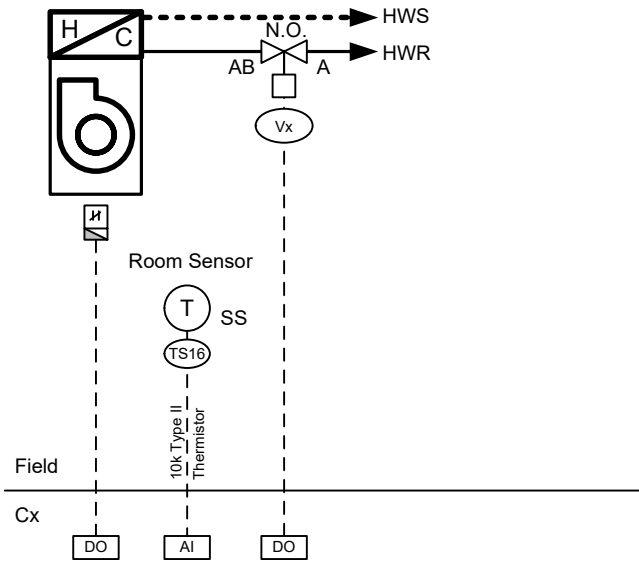 H
C
HWS
N.O.
HWR
AB
A
Vx
Room Sensor
T
SS
TS16
10k Type II
Thermistor
Field
Cx
DO
AI
DO